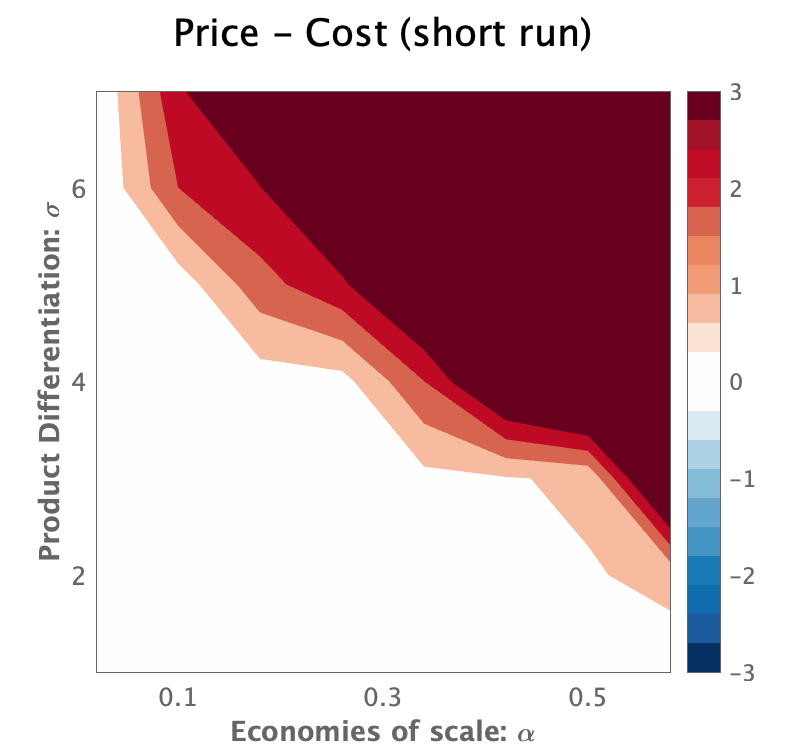 Price – Cost (short run)
Product Differentiation: σ
6
4
2
0.1 0.3 0.5
Economies of scale: α
3
2
1
0
−1
−2
−3